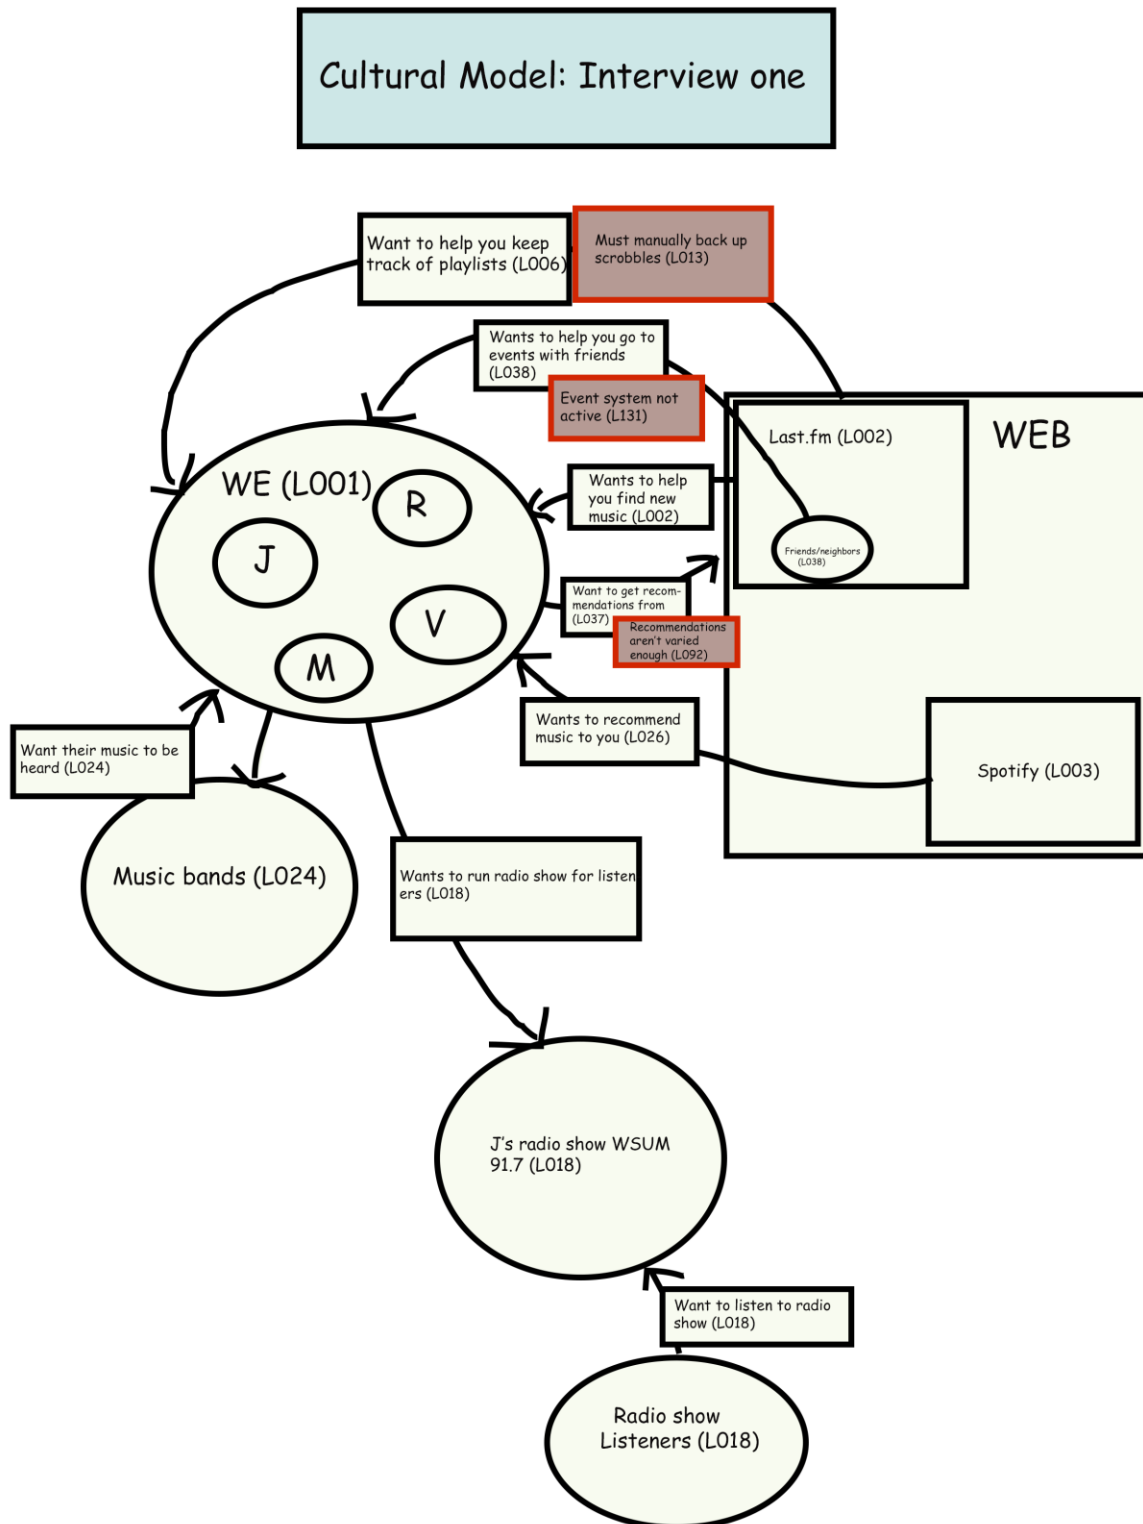 Cultural Model: Interview one
Want to help you keep
track of playlists (L006)
Must manually back up
scrobbles (L013)
Wants to help you go to
events with friends
(L038)
Event system not
active (L131)
Last.fm (L002)
WEB
WE (L001)
R
J
V
M
Wants to help
you find new
music (L002)
Friends/neighbors
(L038)
Want to get recom-
mendations from
(L037)
Recommendations
aren't varied
enough (L092)
Wants to recommend
music to you (L026)
Spotify (L003)
Want their music to be
heard (L024)
Music bands (L024)
Wants to run radio show for listen
ers (L018)
J's radio show WSUM
91.7 (L018)
Want to listen to radio
show (L018)
Radio show
Listeners (L018)